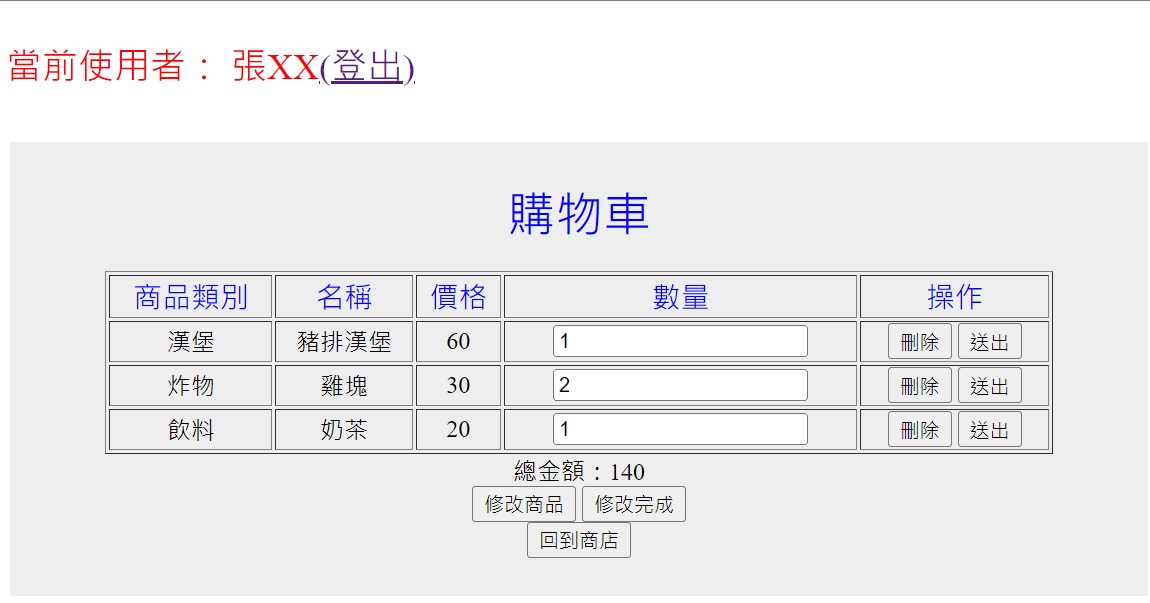 當前使用者： 張XX(登出)
購物車
商品類別 名稱 價格 數量 操作
漢堡 豬排漢堡 60 1 刪除 送出
炸物 雞塊 30 2 刪除 送出
飲料 奶茶 20 1 刪除 送出
總金額：140
修改商品 修改完成
回到商店